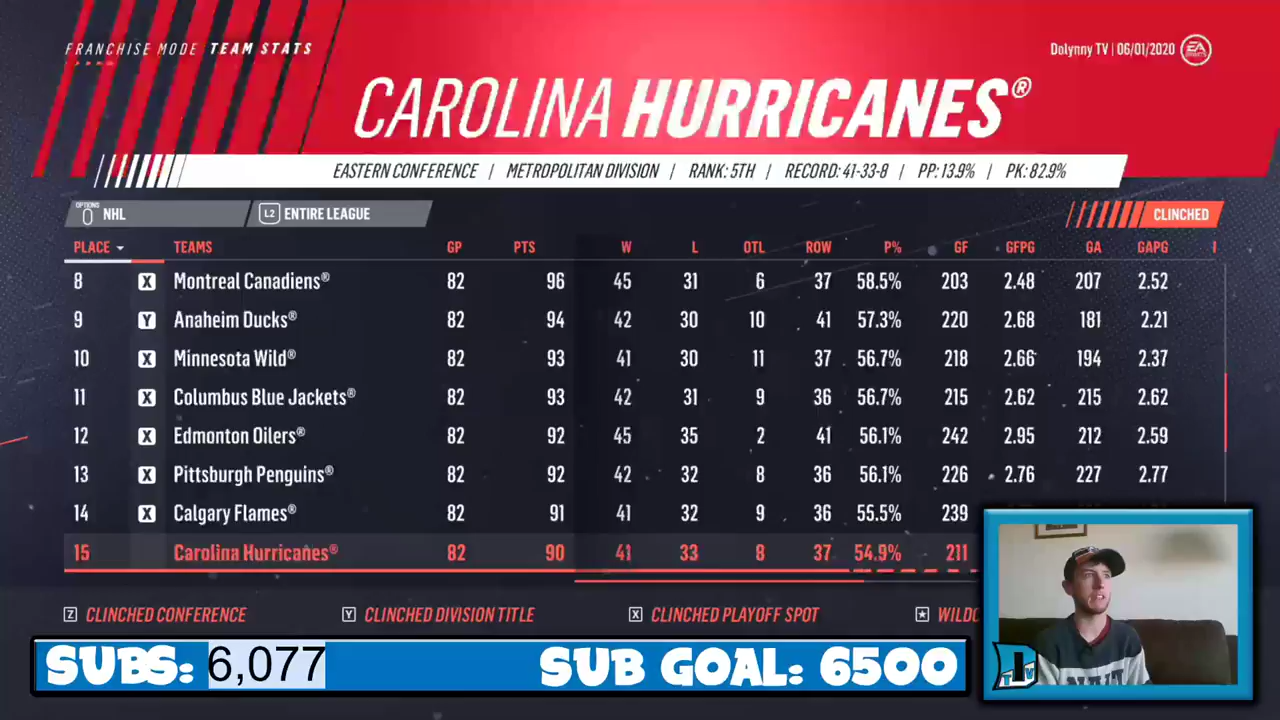 FRANCHISE MODE TEAM STATS
Dolynny TV | 06/01/2020
CAROLINA HURRICANES®
EASTERN CONFERENCE / METROPOLITAN DIVISION / RANK: 5TH / RECORD: 41-33-8 / PP: 13.9% / PK: 82.9%
OPTIONS NHL L2 ENTIRE LEAGUE CLINCHED
PLACE TEAMS GP PTS W L OTL ROW P% GF GFPG GA GAPG
8 X Montreal Canadiens® 82 96 45 31 6 37 58.5% 203 2.48 207 2.52
9 Y Anaheim Ducks® 82 94 42 30 10 41 57.3% 220 2.68 181 2.21
10 X Minnesota Wild® 82 93 41 30 11 37 56.7% 218 2.66 194 2.37
11 X Columbus Blue Jackets® 82 93 42 31 9 36 56.7% 215 2.62 215 2.62
12 X Edmonton Oilers® 82 92 45 35 2 41 56.1% 242 2.95 212 2.59
13 X Pittsburgh Penguins® 82 92 42 32 8 36 56.1% 226 2.76 227 2.77
14 X Calgary Flames® 82 91 41 32 9 36 55.5% 239
15 Carolina Hurricanes® 82 90 41 33 8 37 54.9% 211
Z CLINCHED CONFERENCE Y CLINCHED DIVISION TITLE X CLINCHED PLAYOFF SPOT WILDC
SUBS: 6,077 SUB GOAL: 6500